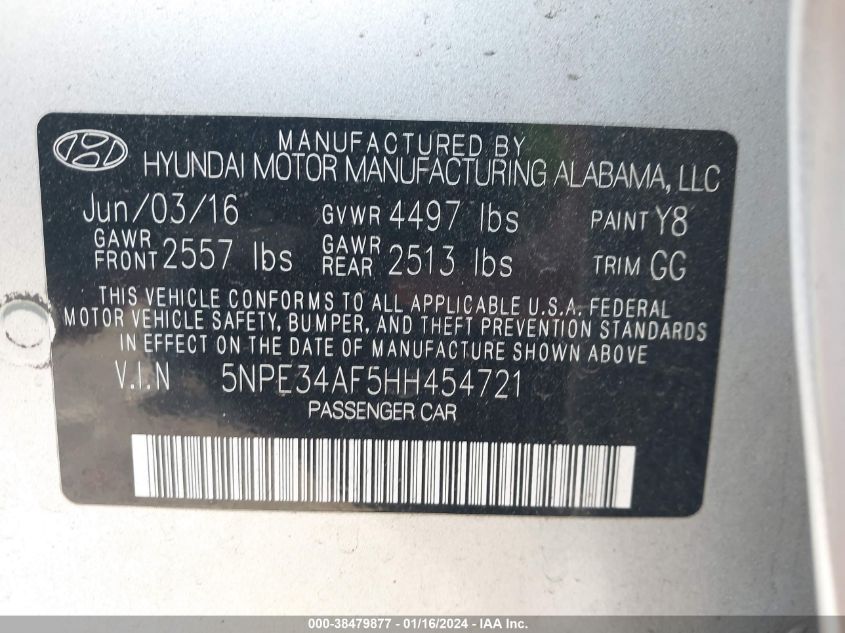 MANUFACTURED BY
HYUNDAI MOTOR MANUFACTURING ALABAMA, LLC
Jun/03/16 GVWR 4497 lbs PAINT Y8
GAWR FRONT 2557 lbs GAWR REAR 2513 lbs TRIM GG
THIS VEHICLE CONFORMS TO ALL APPLICABLE U.S.A. FEDERAL
MOTOR VEHICLE SAFETY, BUMPER, AND THEFT PREVENTION STANDARDS
IN EFFECT ON THE DATE OF MANUFACTURE SHOWN ABOVE.
V.I.N 5NPE34AF5HH454721
PASSENGER CAR
000-38479877 - 01/16/2024 - IAAI.COM